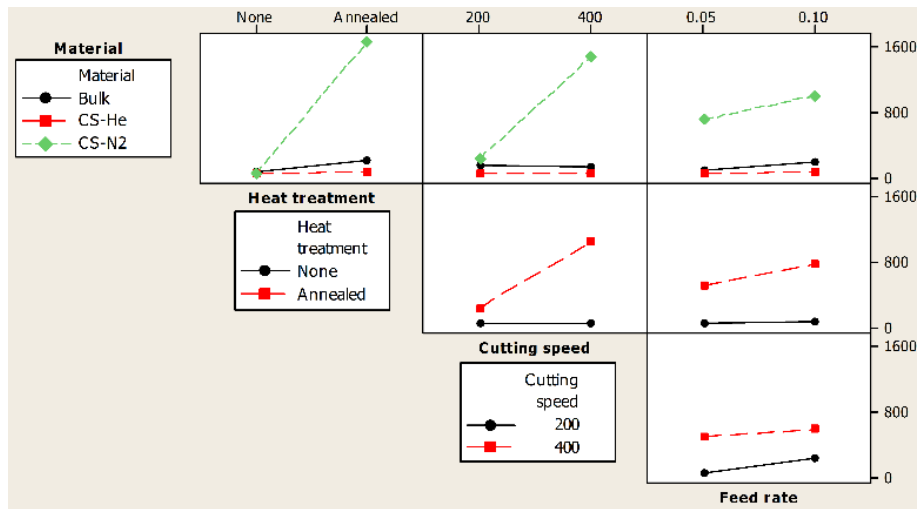 None Annealed 200 400 0.05 0.10
Material
Material
Bulk
CS-He
CS-N2
1600
800
0
Heat treatment
Heat
treatment
None
Annealed
1600
800
0
Cutting speed
Cutting
speed
200
400
1600
800
0
Feed rate